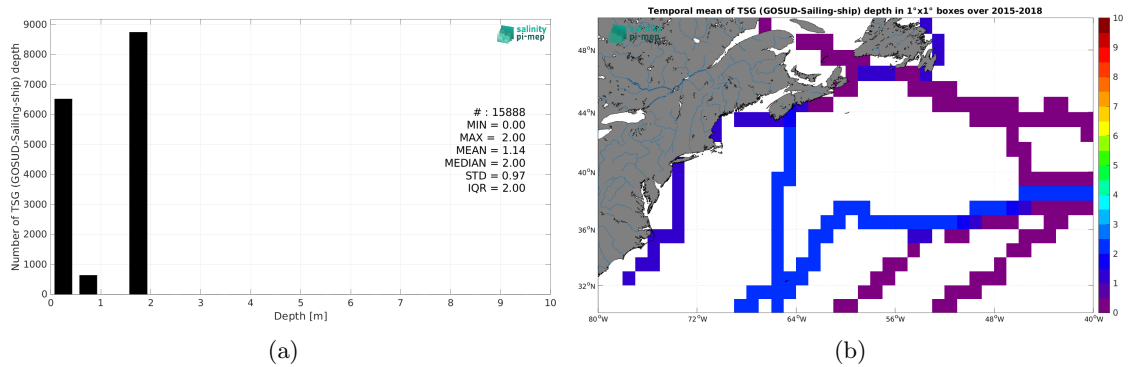 9000
8000
7000
6000
5000
4000
3000
2000
1000
0
Number of TSG (GOSUD-Sailing-ship) depth
salinity
pi-mep
# : 15888
MIN = 0.00
MAX = 2.00
MEAN = 1.14
MEDIAN = 2.00
STD = 0.97
IQR = 2.00
0 1 2 3 4 5 6 7 8 9 10
Depth [m]
(a)
Temporal mean of TSG (GOSUD-Sailing-ship) depth in 1°x1° boxes over 2015-2018
salinity
pi-mep
48°N
44°N
40°N
36°N
32°N
80°W 72°W 64°W 56°W 48°W 40°W
10
9
8
7
6
5
4
3
2
1
0
(b)